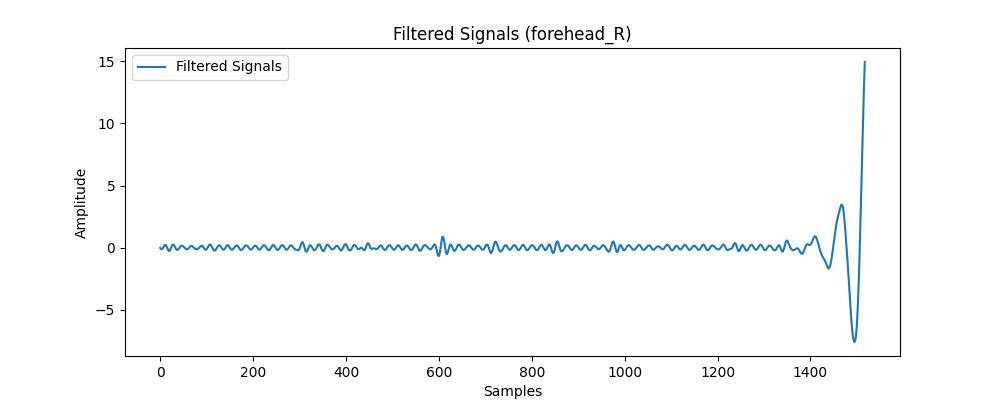 Filtered Signals (forehead_R)
Filtered Signals
15
10
5
0
−5
Amplitude
0 200 400 600 800 1000 1200 1400
Samples